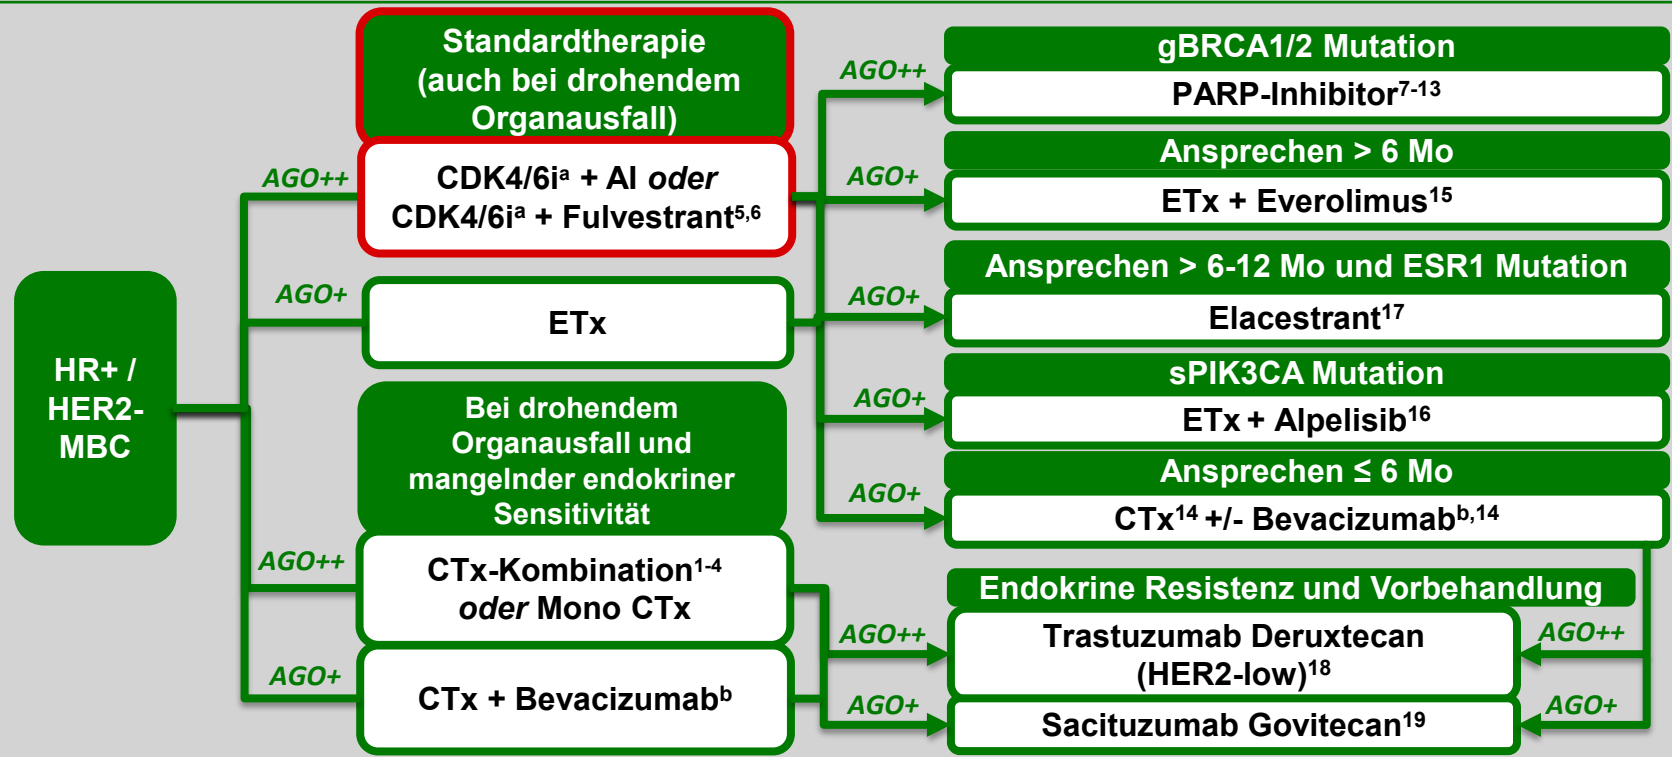 HR+ /
HER2-
MBC
AGO++
Standardtherapie
(auch bei drohendem
Organausfall)
CDK4/6iᵃ + AI oder
CDK4/6iᵃ + Fulvestrant⁵,⁶
AGO+
ETx
Bei drohendem
Organausfall und
mangelnder endokriner
Sensitivität
AGO++
CTx-Kombination¹⁻⁴
oder Mono CTx
AGO+
CTx + Bevacizumabᵇ
AGO++
gBRCA1/2 Mutation
PARP-Inhibitor⁷⁻¹³
AGO+
Ansprechen > 6 Mo
ETx + Everolimus¹⁵
AGO+
Ansprechen > 6-12 Mo und ESR1 Mutation
Elacestrant¹⁷
AGO+
sPIK3CA Mutation
ETx + Alpelisib¹⁶
AGO+
Ansprechen ≤ 6 Mo
CTx¹⁴ +/- Bevacizumabᵇ,¹⁴
Endokrine Resistenz und Vorbehandlung
AGO++
Trastuzumab Deruxtecan
(HER2-low)¹⁸
AGO++
AGO+
Sacituzumab Govitecan¹⁹
AGO+